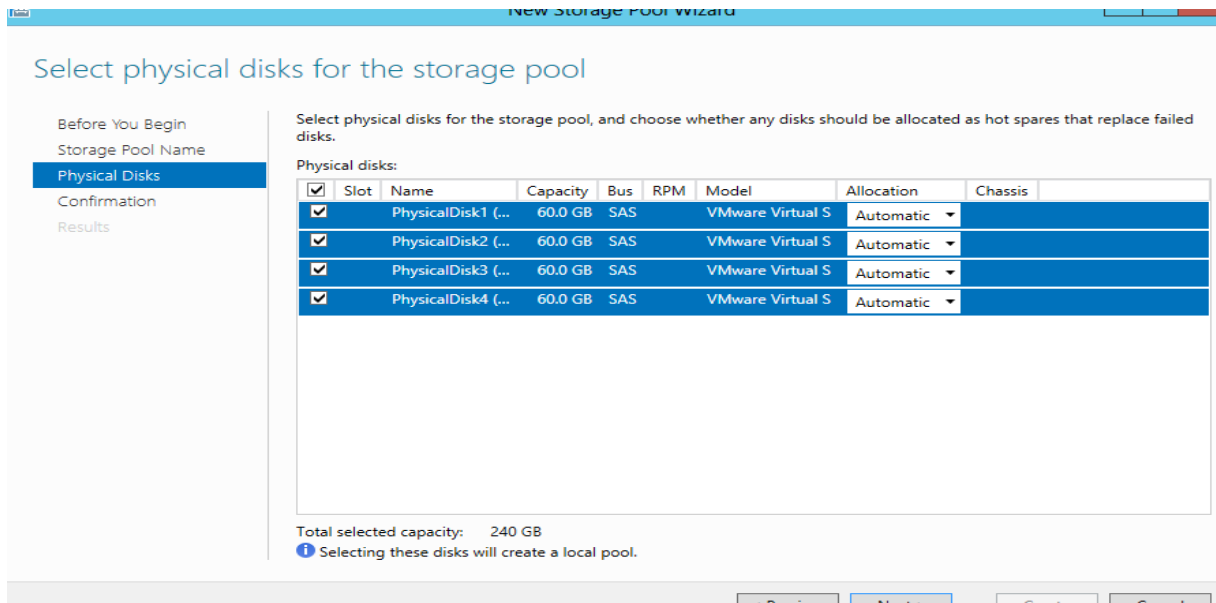 New Storage Pool Wizard
Select physical disks for the storage pool
Before You Begin
Storage Pool Name
Physical Disks
Confirmation
Results
Select physical disks for the storage pool, and choose whether any disks should be allocated as hot spares that replace failed
disks.
Physical disks:
Slot Name Capacity Bus RPM Model Allocation Chassis
PhysicalDisk1 (... 60.0 GB SAS VMware Virtual S Automatic
PhysicalDisk2 (... 60.0 GB SAS VMware Virtual S Automatic
PhysicalDisk3 (... 60.0 GB SAS VMware Virtual S Automatic
PhysicalDisk4 (... 60.0 GB SAS VMware Virtual S Automatic
Total selected capacity: 240 GB
Selecting these disks will create a local pool.